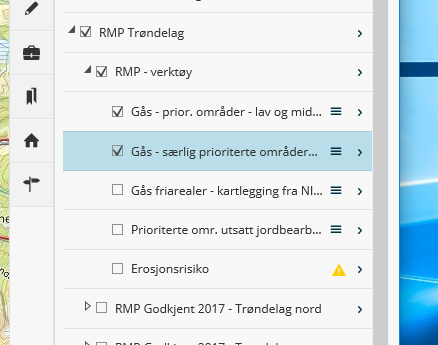 RMP Trøndelag
RMP - verktøy
Gås - prior. områder - lav og mid...
Gås - særlig prioriterte områder...
Gås friarealer - kartlegging fra NI...
Prioriterte omr. utsatt jordbearb...
Erosjonsrisiko
RMP Godkjent 2017 - Trøndelag nord